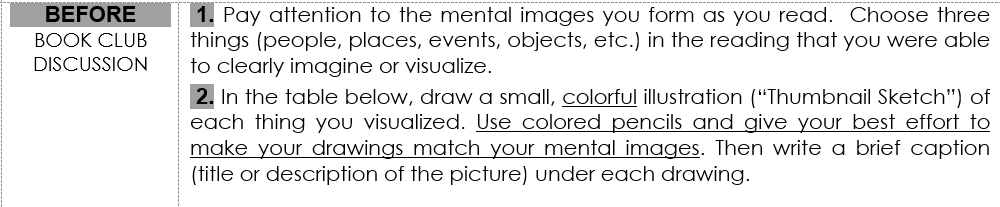 BEFORE
BOOK CLUB
DISCUSSION
1. Pay attention to the mental images you form as you read. Choose three
things (people, places, events, objects, etc.) in the reading that you were able
to clearly imagine or visualize.
2. In the table below, draw a small, colorful illustration (“Thumbnail Sketch”) of
each thing you visualized. Use colored pencils and give your best effort to
make your drawings match your mental images. Then write a brief caption
(title or description of the picture) under each drawing.